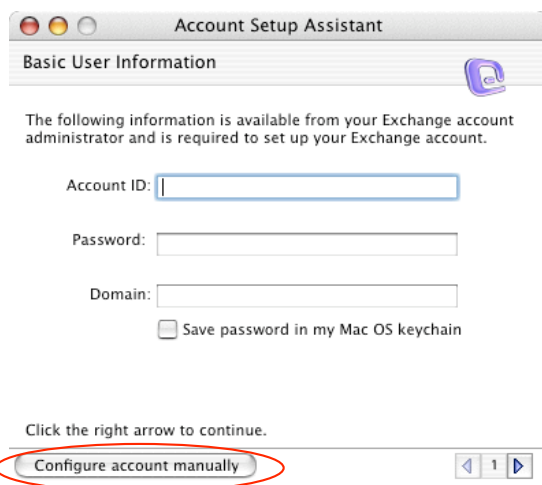 Account Setup Assistant
Basic User Information
The following information is available from your Exchange account
administrator and is required to set up your Exchange account.
Account ID:
Password:
Domain:
Save password in my Mac OS keychain
Click the right arrow to continue.
Configure account manually
1